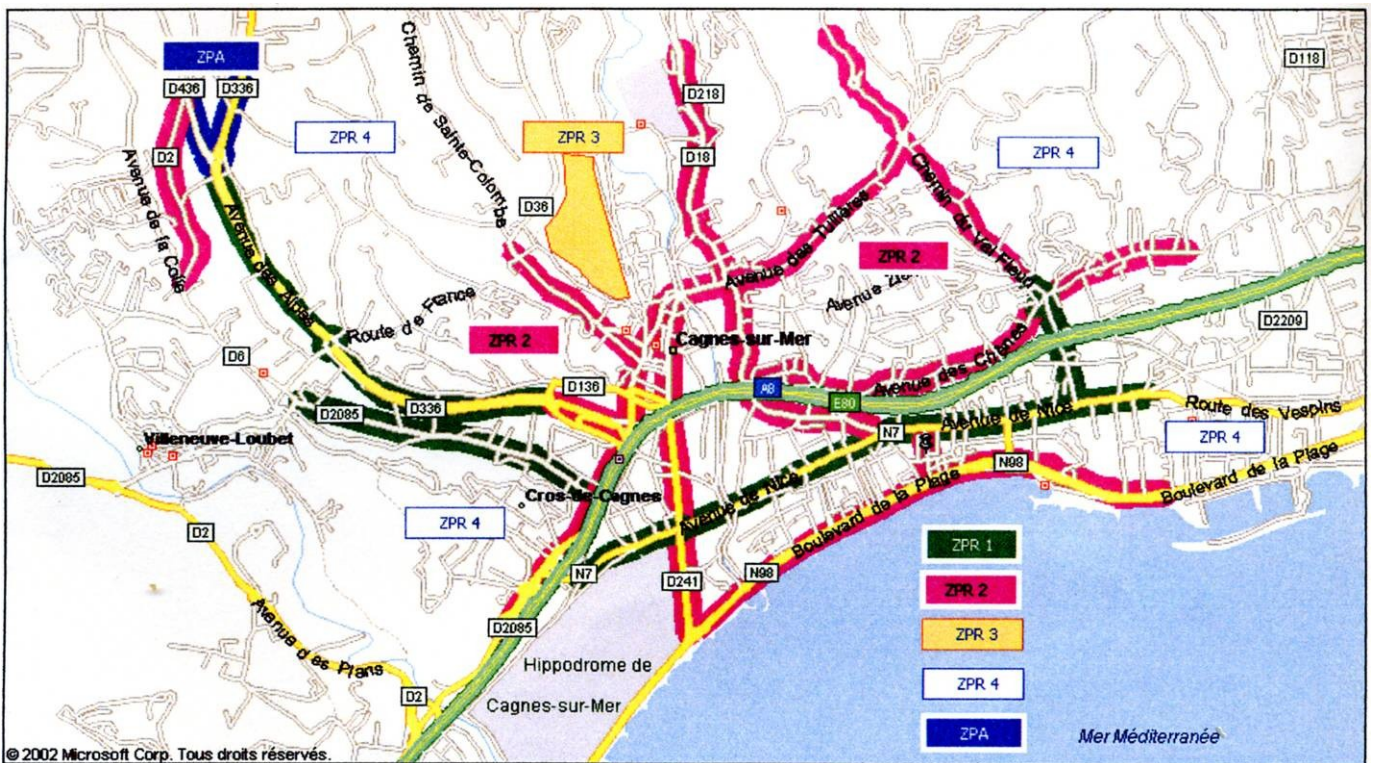 ZPA
D436
D336
D118
Chemin de Sainte-Colombe
D218
ZPR 4
ZPR 3
ZPR 4
D2
D18
Avenue de la Colle
D36
Chemin du Val Fleuri
Avenue des Tuilières
Avenue des Alpes
ZPR 2
Avenue
Route de France
ZPR 2
Cagnes-sur-Mer
D2209
D6
D136
A8
Avenue des Chênes
E80
D2085
D336
Avenue de Nice
Route des Vespins
N7
ZPR 4
Villeneuve-Loubet
N98
D2085
Boulevard de la Plage
Cros-de-Cagnes
Avenue de Nice
Boulevard de la Plage
ZPR 4
D2
ZPR 1
N7
N98
D241
ZPR 2
D2085
ZPR 3
Avenue des Plans
Hippodrome de
Cagnes-sur-Mer
ZPR 4
D2
ZPA
Mer Méditerranée
© 2002 Microsoft Corp. Tous droits réservés.